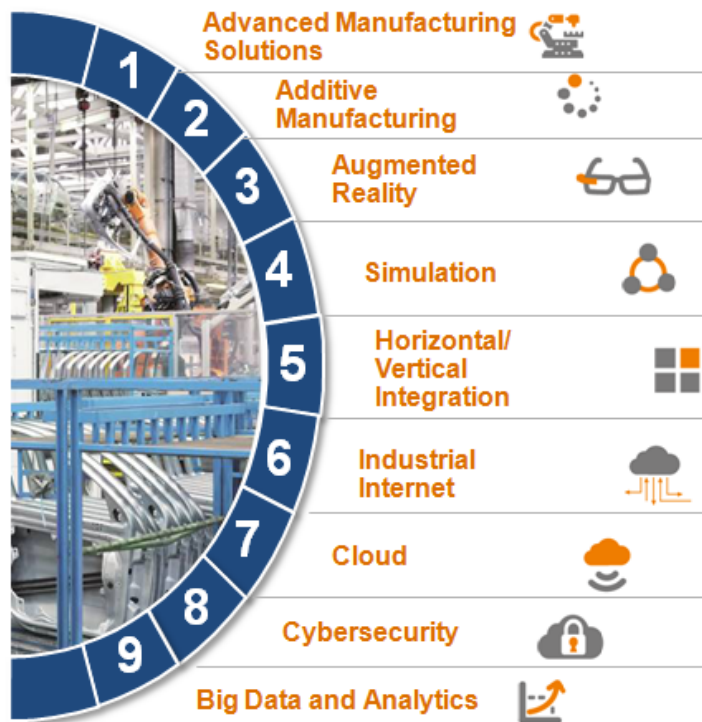 1
Advanced Manufacturing
Solutions
2
Additive
Manufacturing
3
Augmented
Reality
4
Simulation
5
Horizontal/
Vertical
Integration
6
Industrial
Internet
7
Cloud
8
Cybersecurity
9
Big Data and Analytics